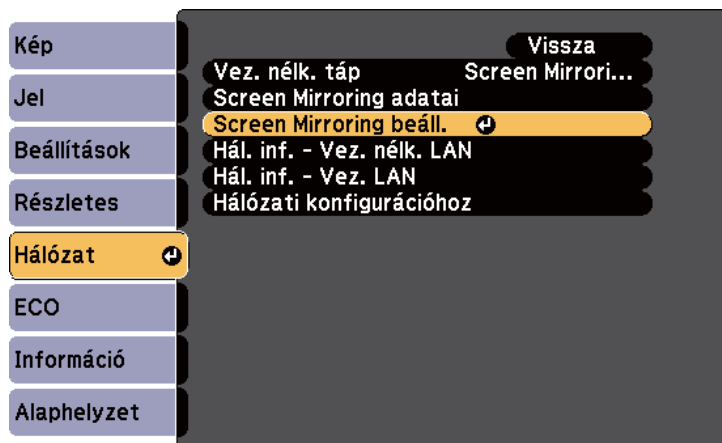 Kép
Jel
Beállítások
Részletes
Hálózat
ECO
Információ
Alaphelyzet
Vissza
Vez. nélk. táp Screen Mirrori...
Screen Mirroring adatai
Screen Mirroring beáll.
Hál. inf. - Vez. nélk. LAN
Hál. inf. - Vez. LAN
Hálózati konfigurációhoz